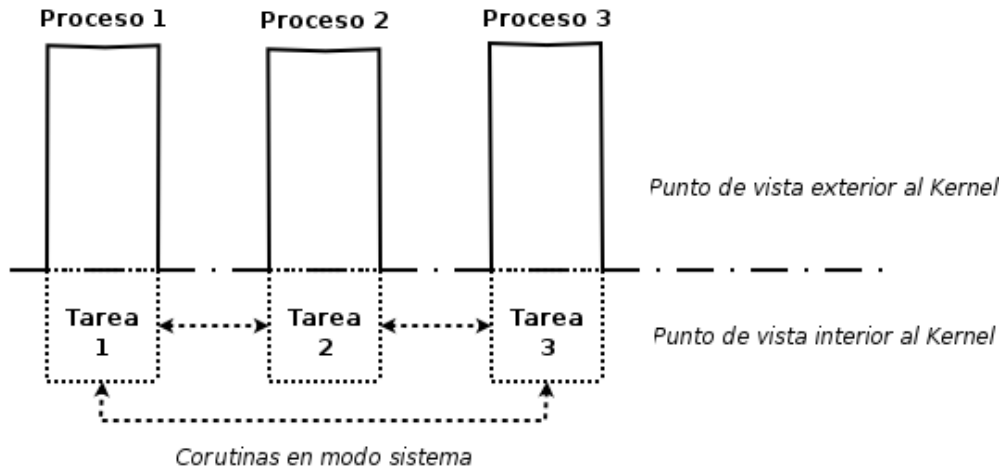 Proceso 1
Proceso 2
Proceso 3
Punto de vista exterior al Kernel
Tarea
1
Tarea
2
Tarea
3
Punto de vista interior al Kernel
Corutinas en modo sistema